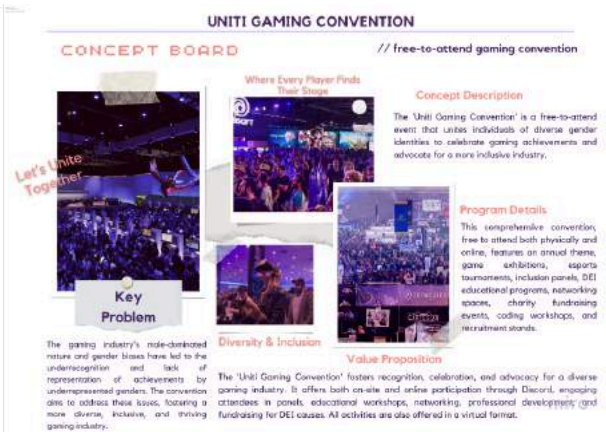 UNITI GAMING CONVENTION
CONCEPT BOARD
// free-to-attend gaming convention
Where Every Player Finds
Their Stage
Let's Unite
Together
Concept Description
The 'Uniti Gaming Convention' is a free-to-attend
event that unites individuals of diverse gender
identities to celebrate gaming achievements and
advocate for a more inclusive industry.
Program Details
This comprehensive convention,
free to attend both physically and
online, features an annual theme,
game exhibitions, esports
tournaments, inclusion panels, DEI
educational programs, networking
spaces, charity fundraising
events, coding workshops, and
recruitment stands.
Key
Problem
The gaming industry's male-dominated
nature and gender biases have led to the
underrecognition and lack of
representation of achievements by
underrepresented genders. The convention
aims to address these issues, fostering a
more diverse, inclusive, and thriving
gaming industry.
Diversity & Inclusion
Value Proposition
The 'Uniti Gaming Convention' fosters recognition, celebration, and advocacy for a diverse
gaming industry. It offers both on-site and online participation through Discord, engaging
attendees in panels, educational workshops, networking, professional development, and
fundraising for DEI causes. All activities are also offered in a virtual format.
miro